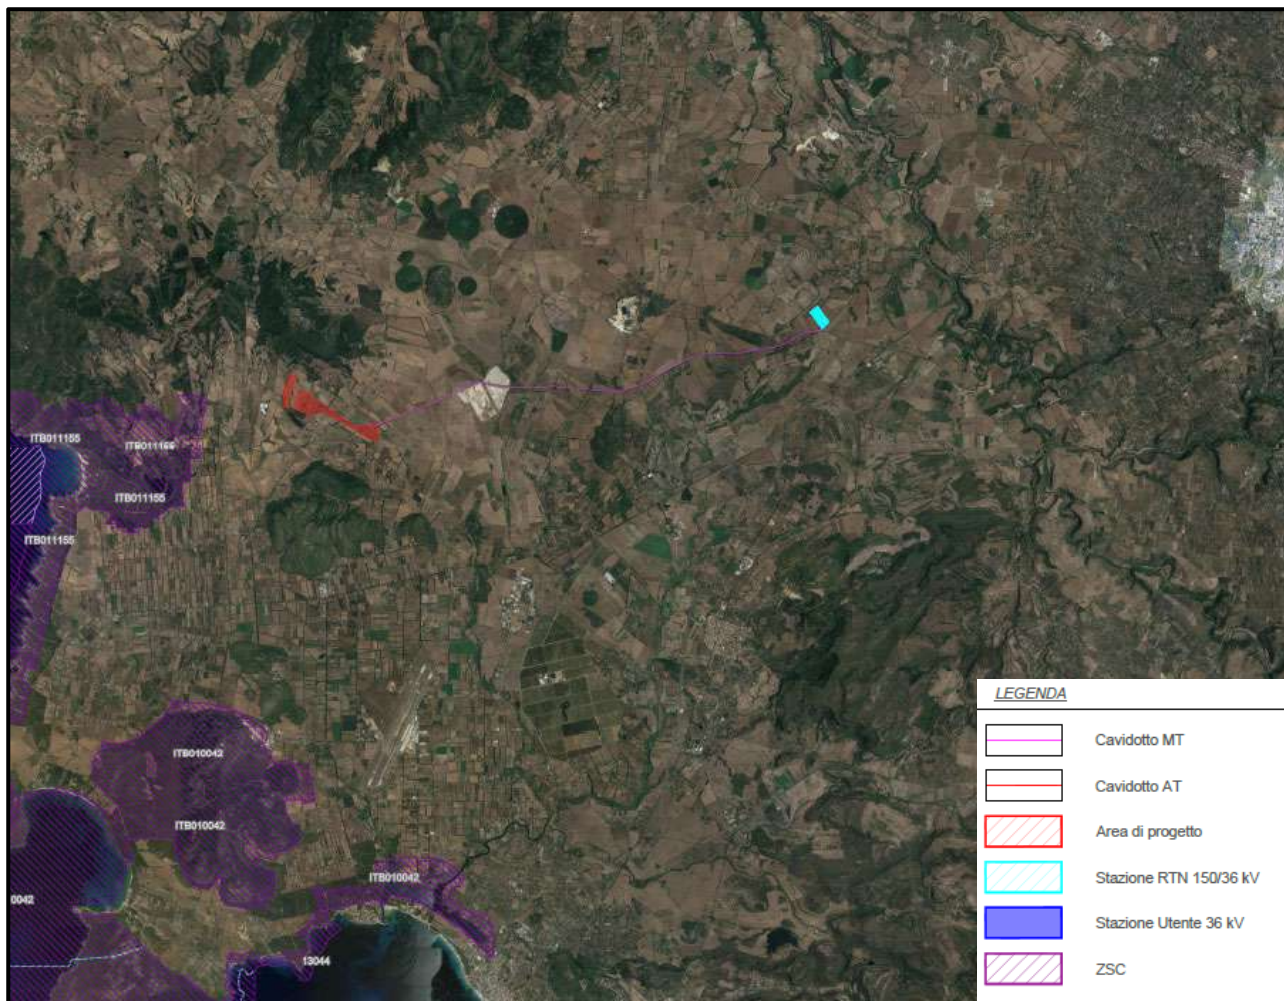 ITB011155
ITB011155
ITB011155
ITB011155
ITB010042
ITB010042
ITB010042
0042
13044
LEGENDA
Cavidotto MT
Cavidotto AT
Area di progetto
Stazione RTN 150/36 kV
Stazione Utente 36 kV
ZSC